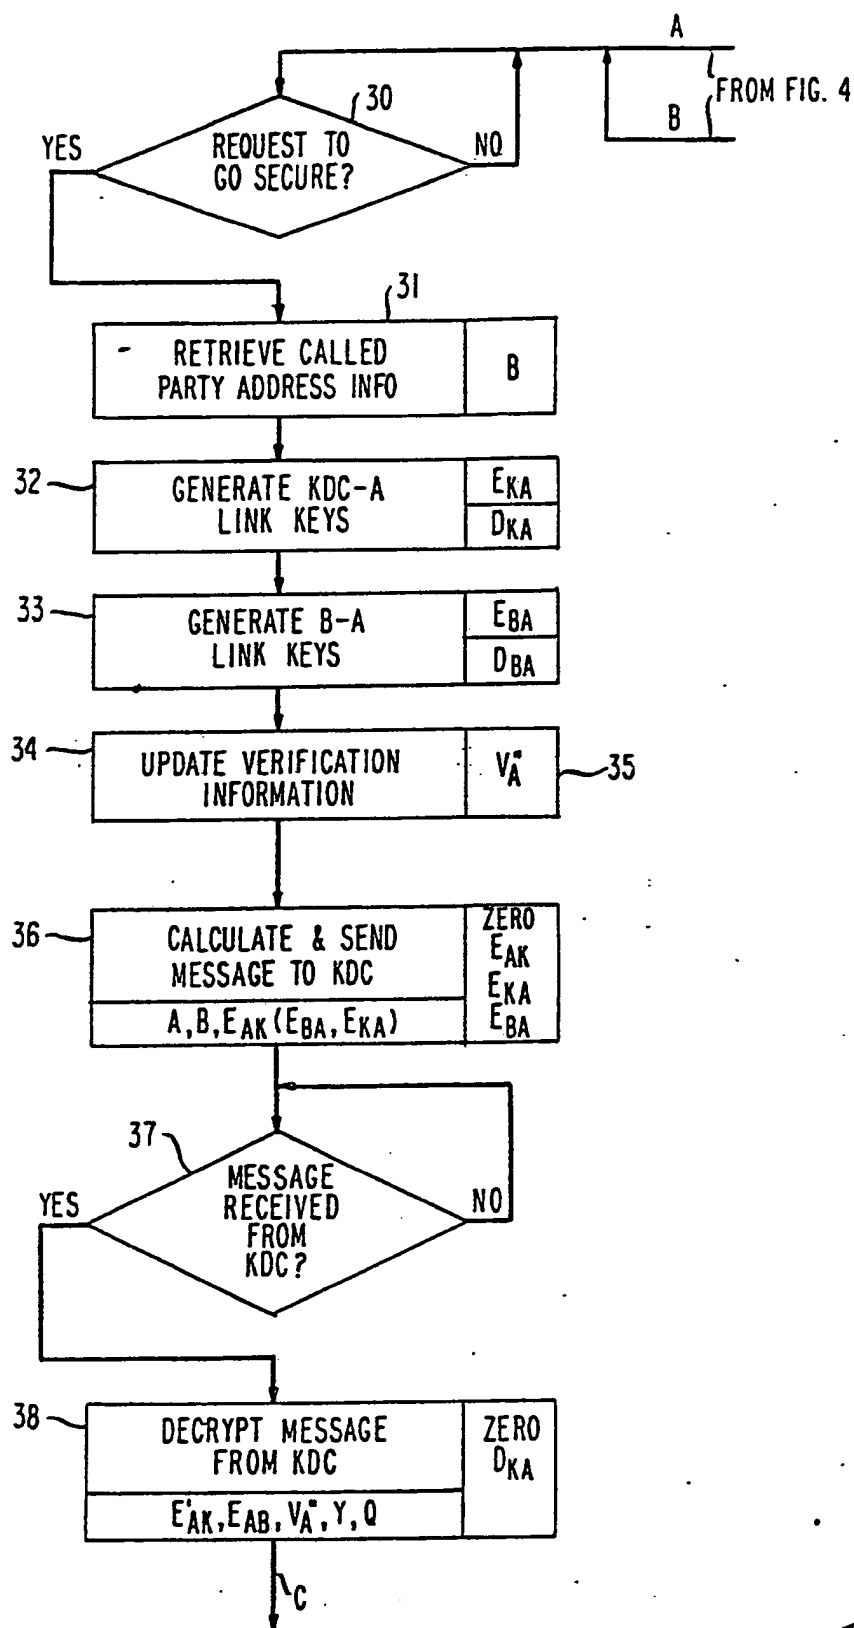 A
FROM FIG. 4
B
30
YES
REQUEST TO
GO SECURE?
NO
31
RETRIEVE CALLED
PARTY ADDRESS INFO
B
32
GENERATE KDC-A
LINK KEYS
EKA
DKA
33
GENERATE B-A
LINK KEYS
EBA
DBA
34
UPDATE VERIFICATION
INFORMATION
VA"
35
36
CALCULATE & SEND
MESSAGE TO KDC
A, B, EAK (EBA, EKA)
ZERO
EAK
EKA
EBA
37
YES
MESSAGE
RECEIVED
FROM
KDC?
NO
38
DECRYPT MESSAGE
FROM KDC
E'AK, EAB, VA", Y, Q
ZERO
DKA
C